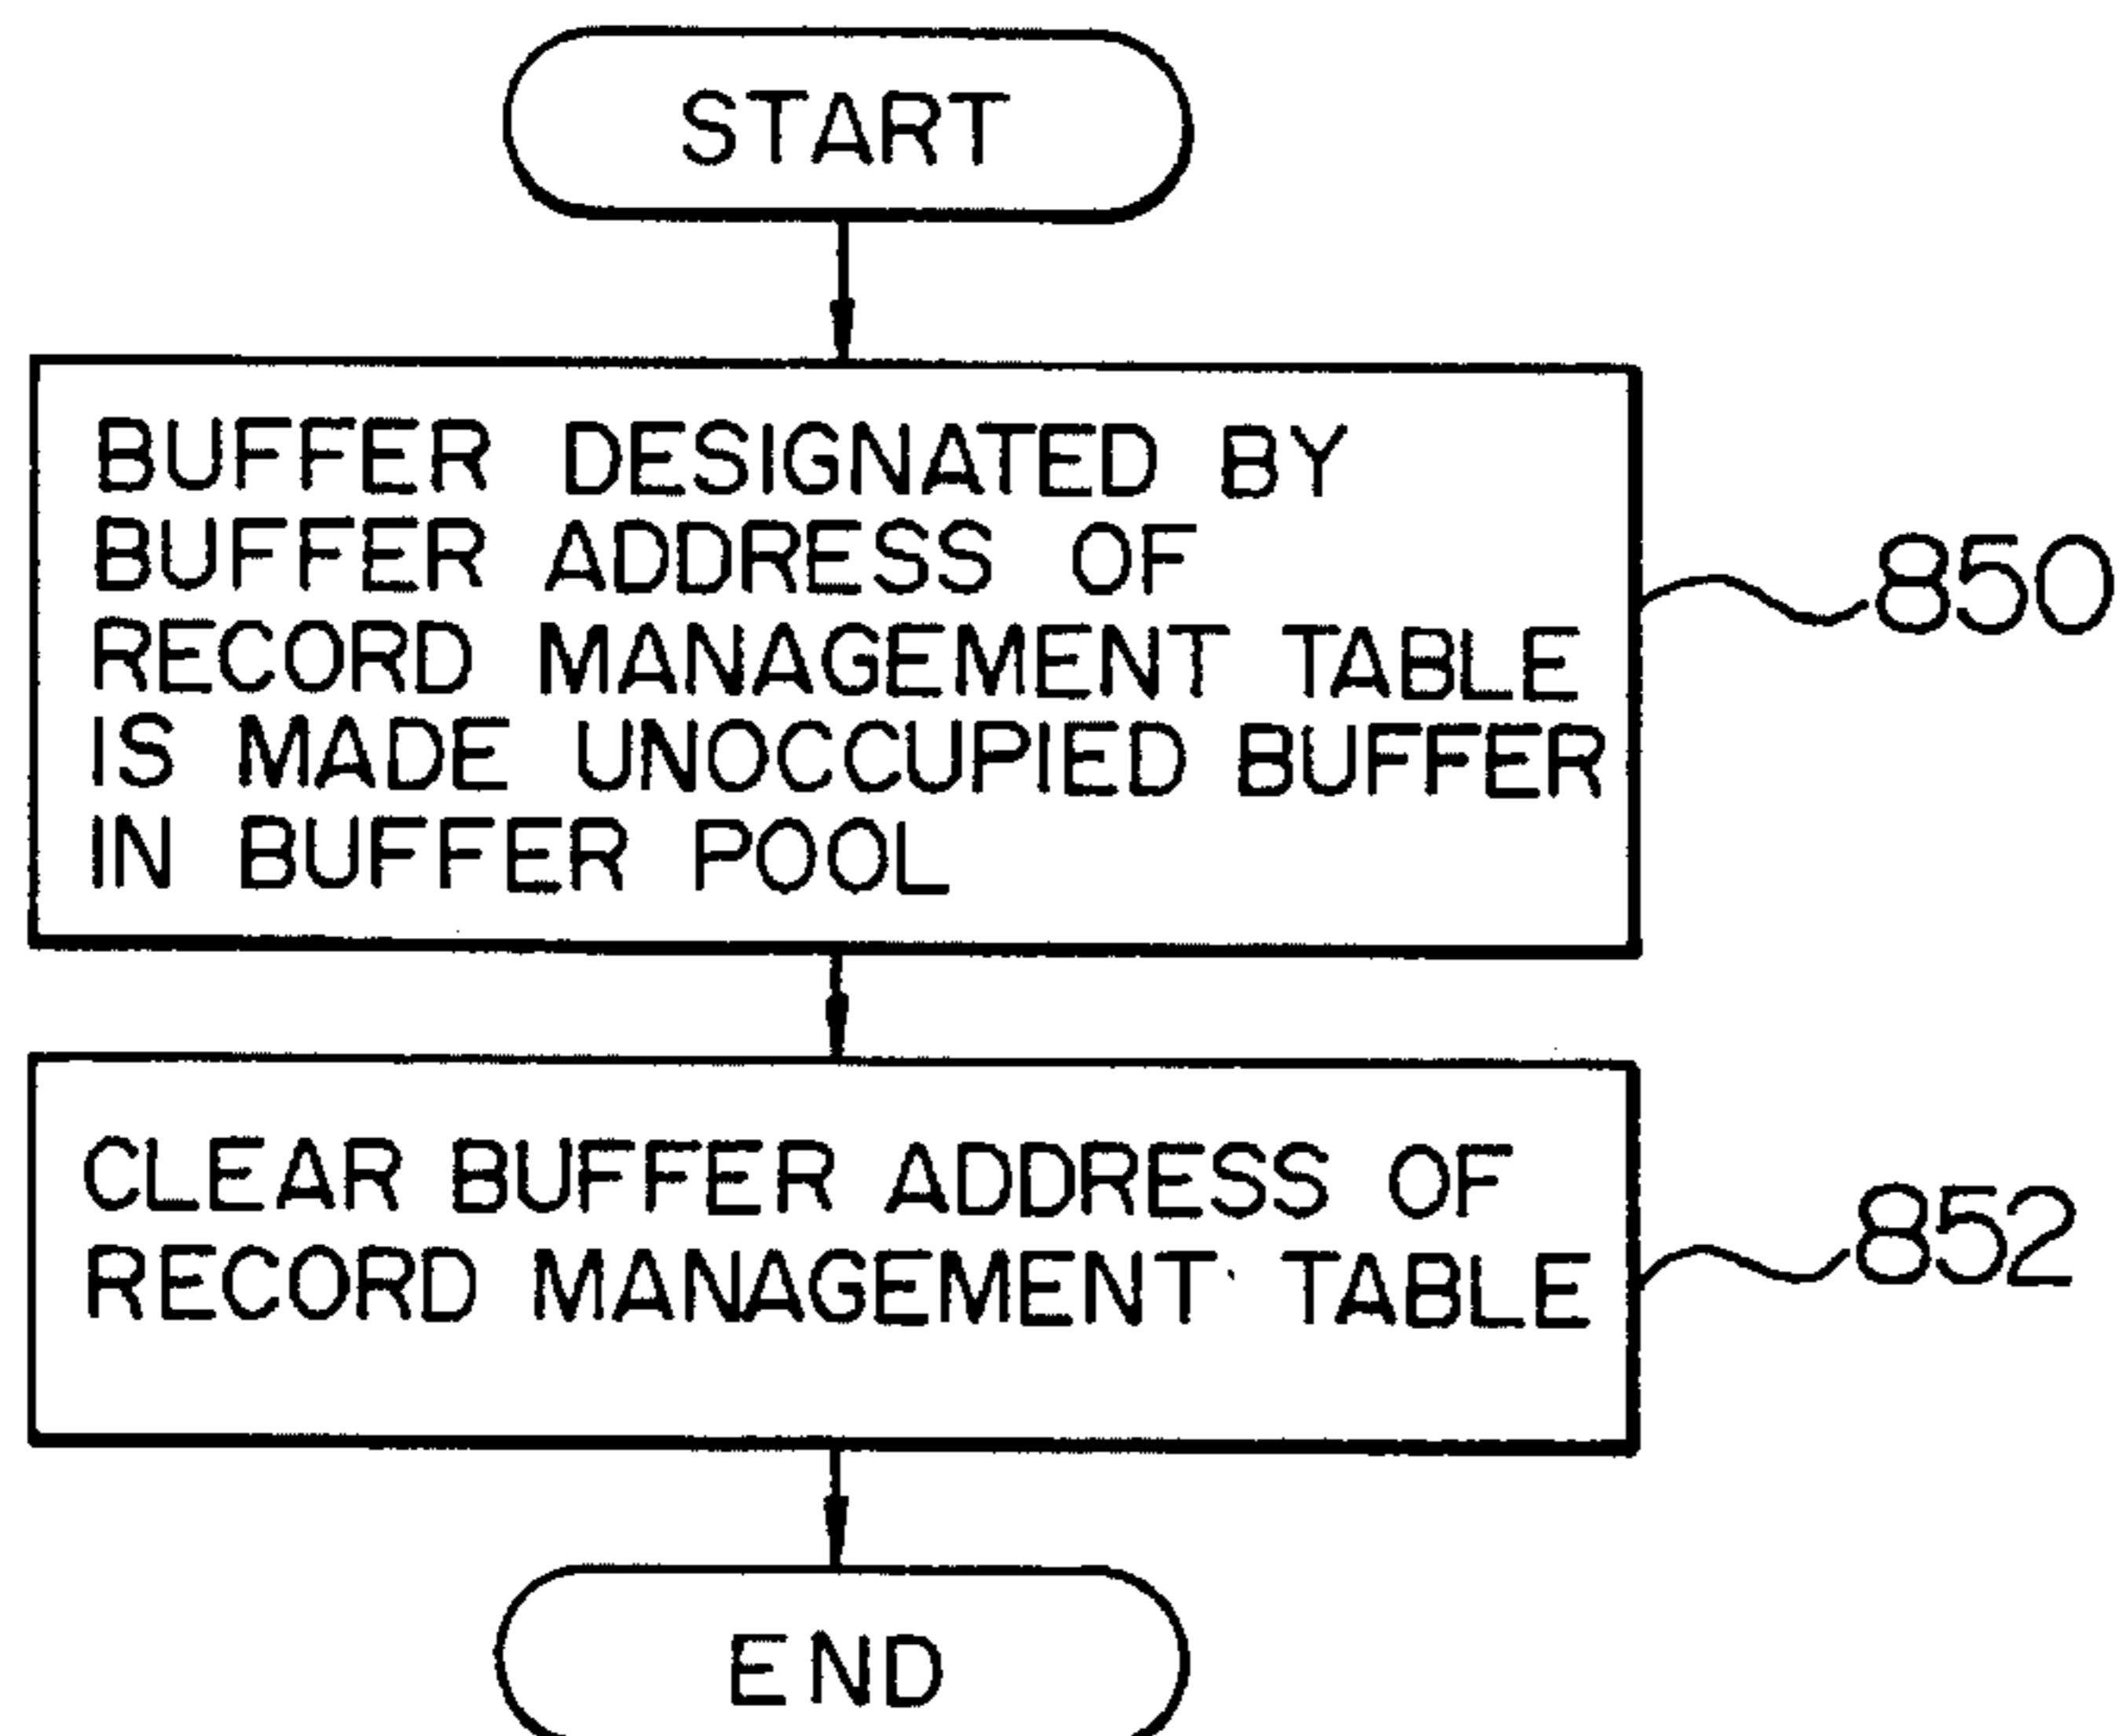 START
BUFFER DESIGNATED BY
BUFFER ADDRESS OF
RECORD MANAGEMENT TABLE
IS MADE UNOCCUPIED BUFFER
IN BUFFER POOL
850
CLEAR BUFFER ADDRESS OF
RECORD MANAGEMENT TABLE
852
END